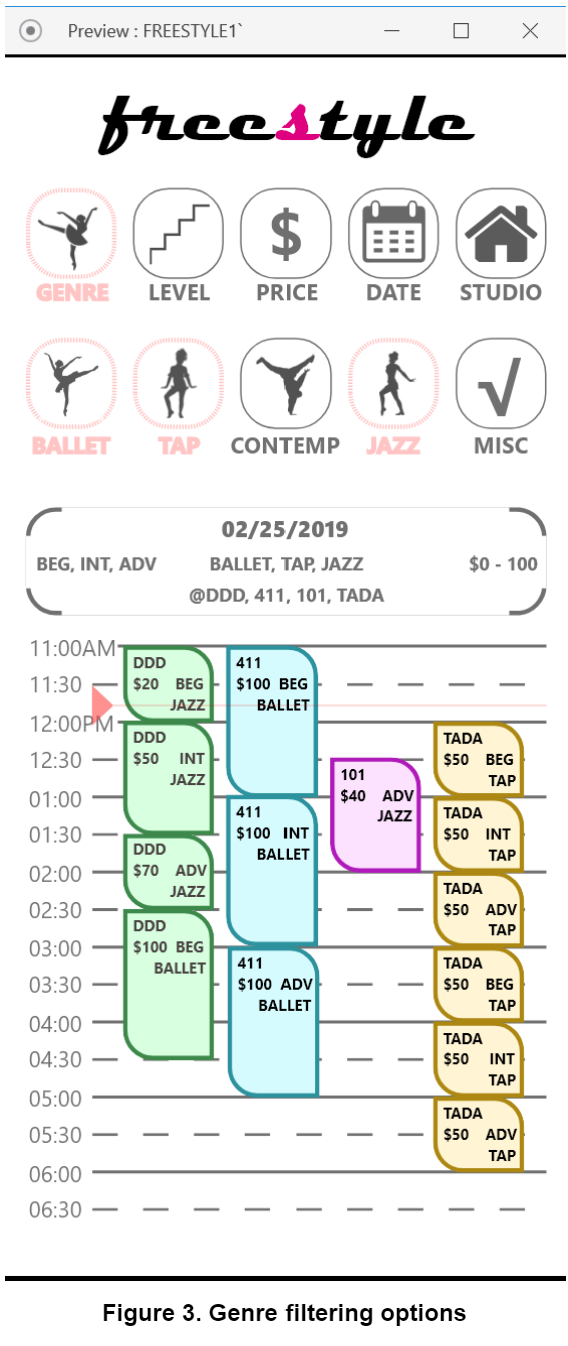 Preview : FREESTYLE1`
freestyle
$
GENRE LEVEL PRICE DATE STUDIO
√
BALLET TAP CONTEMP JAZZ MISC
02/25/2019
BEG, INT, ADV BALLET, TAP, JAZZ $0 - 100
@DDD, 411, 101, TADA
11:00AM
DDD 411
11:30 $20 BEG $100 BEG
JAZZ BALLET
12:00PM
DDD TADA
12:30 $50 INT $50 BEG
JAZZ 101 TAP
01:00 $40 ADV
411 JAZZ TADA
01:30 $100 INT $50 INT
DDD BALLET TAP
02:00 $70 ADV
JAZZ TADA
02:30 $50 ADV
DDD TAP
03:00 $100 BEG
BALLET 411 TADA
03:30 $100 ADV $50 BEG
BALLET TAP
04:00
TADA
04:30 $50 INT
TAP
05:00
TADA
05:30 $50 ADV
TAP
06:00
06:30
Figure 3. Genre filtering options